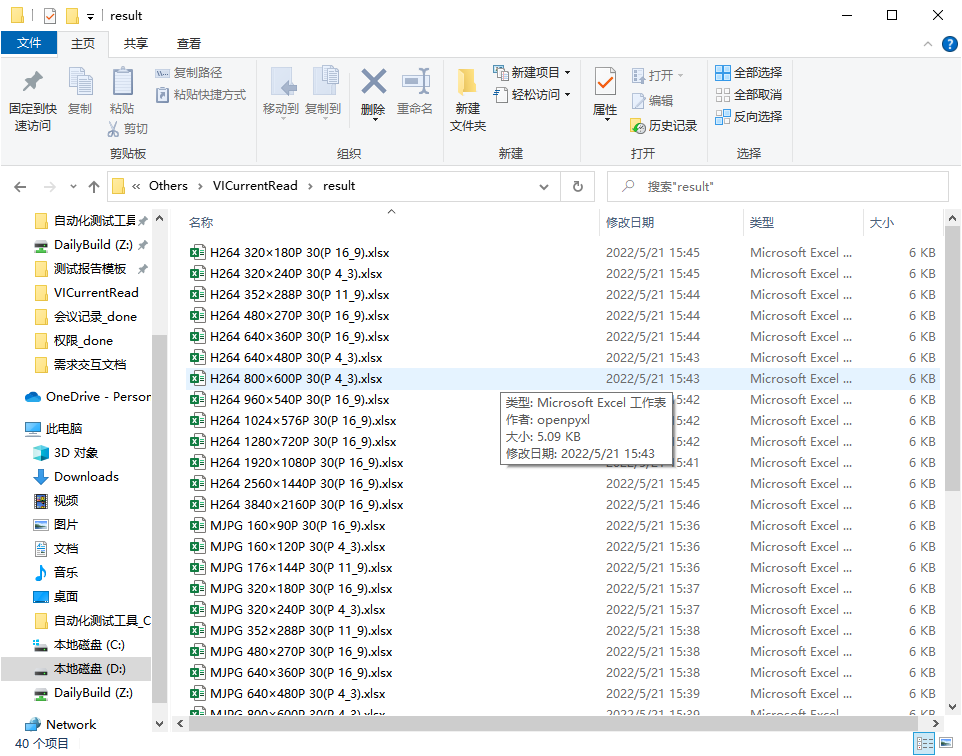 result
文件 主页 共享 查看
固定到快速访问
复制
粘贴
复制路径
粘贴快捷方式
剪切
剪贴板
移动到
复制到
删除
重命名
组织
新建文件夹
新建项目
轻松访问
新建
属性
打开
编辑
历史记录
打开
全部选择
全部取消
反向选择
选择
« Others › VICurrentRead › result
搜索"result"
自动化测试工具
DailyBuild (Z:)
测试报告模板
VICurrentRead
会议记录_done
权限_done
需求交互文档
OneDrive - Person
此电脑
3D 对象
Downloads
视频
图片
文档
音乐
桌面
自动化测试工具_C
本地磁盘 (C:)
本地磁盘 (D:)
DailyBuild (Z:)
Network
名称 修改日期 类型 大小
H264 320×180P 30(P 16_9).xlsx 2022/5/21 15:45 Microsoft Excel ... 6 KB
H264 320×240P 30(P 4_3).xlsx 2022/5/21 15:45 Microsoft Excel ... 6 KB
H264 352×288P 30(P 11_9).xlsx 2022/5/21 15:44 Microsoft Excel ... 6 KB
H264 480×270P 30(P 16_9).xlsx 2022/5/21 15:44 Microsoft Excel ... 6 KB
H264 640×360P 30(P 16_9).xlsx 2022/5/21 15:44 Microsoft Excel ... 6 KB
H264 640×480P 30(P 4_3).xlsx 2022/5/21 15:43 Microsoft Excel ... 6 KB
H264 800×600P 30(P 4_3).xlsx 2022/5/21 15:43 Microsoft Excel ... 6 KB
H264 960×540P 30(P 16_9).xlsx 5:42 Microsoft Excel ... 6 KB
H264 1024×576P 30(P 16_9).xlsx 5:42 Microsoft Excel ... 6 KB
H264 1280×720P 30(P 16_9).xlsx 5:42 Microsoft Excel ... 6 KB
H264 1920×1080P 30(P 16_9).xlsx 2022/5/21 15:41 Microsoft Excel ... 6 KB
H264 2560×1440P 30(P 16_9).xlsx 2022/5/21 15:45 Microsoft Excel ... 6 KB
H264 3840×2160P 30(P 16_9).xlsx 2022/5/21 15:46 Microsoft Excel ... 6 KB
MJPG 160×90P 30(P 16_9).xlsx 2022/5/21 15:36 Microsoft Excel ... 6 KB
MJPG 160×120P 30(P 4_3).xlsx 2022/5/21 15:36 Microsoft Excel ... 6 KB
MJPG 176×144P 30(P 11_9).xlsx 2022/5/21 15:36 Microsoft Excel ... 6 KB
MJPG 320×180P 30(P 16_9).xlsx 2022/5/21 15:37 Microsoft Excel ... 6 KB
MJPG 320×240P 30(P 4_3).xlsx 2022/5/21 15:37 Microsoft Excel ... 6 KB
MJPG 352×288P 30(P 11_9).xlsx 2022/5/21 15:38 Microsoft Excel ... 6 KB
MJPG 480×270P 30(P 16_9).xlsx 2022/5/21 15:38 Microsoft Excel ... 6 KB
MJPG 640×360P 30(P 16_9).xlsx 2022/5/21 15:38 Microsoft Excel ... 6 KB
MJPG 640×480P 30(P 4_3).xlsx 2022/5/21 15:39 Microsoft Excel ... 6 KB
MJPG 800×600P 30(P 4_3).xlsx 2022/5/21 15:39 Microsoft Excel ... 6 KB
类型: Microsoft Excel 工作表
作者: openpyxl
大小: 5.09 KB
修改日期: 2022/5/21 15:43
40 个项目